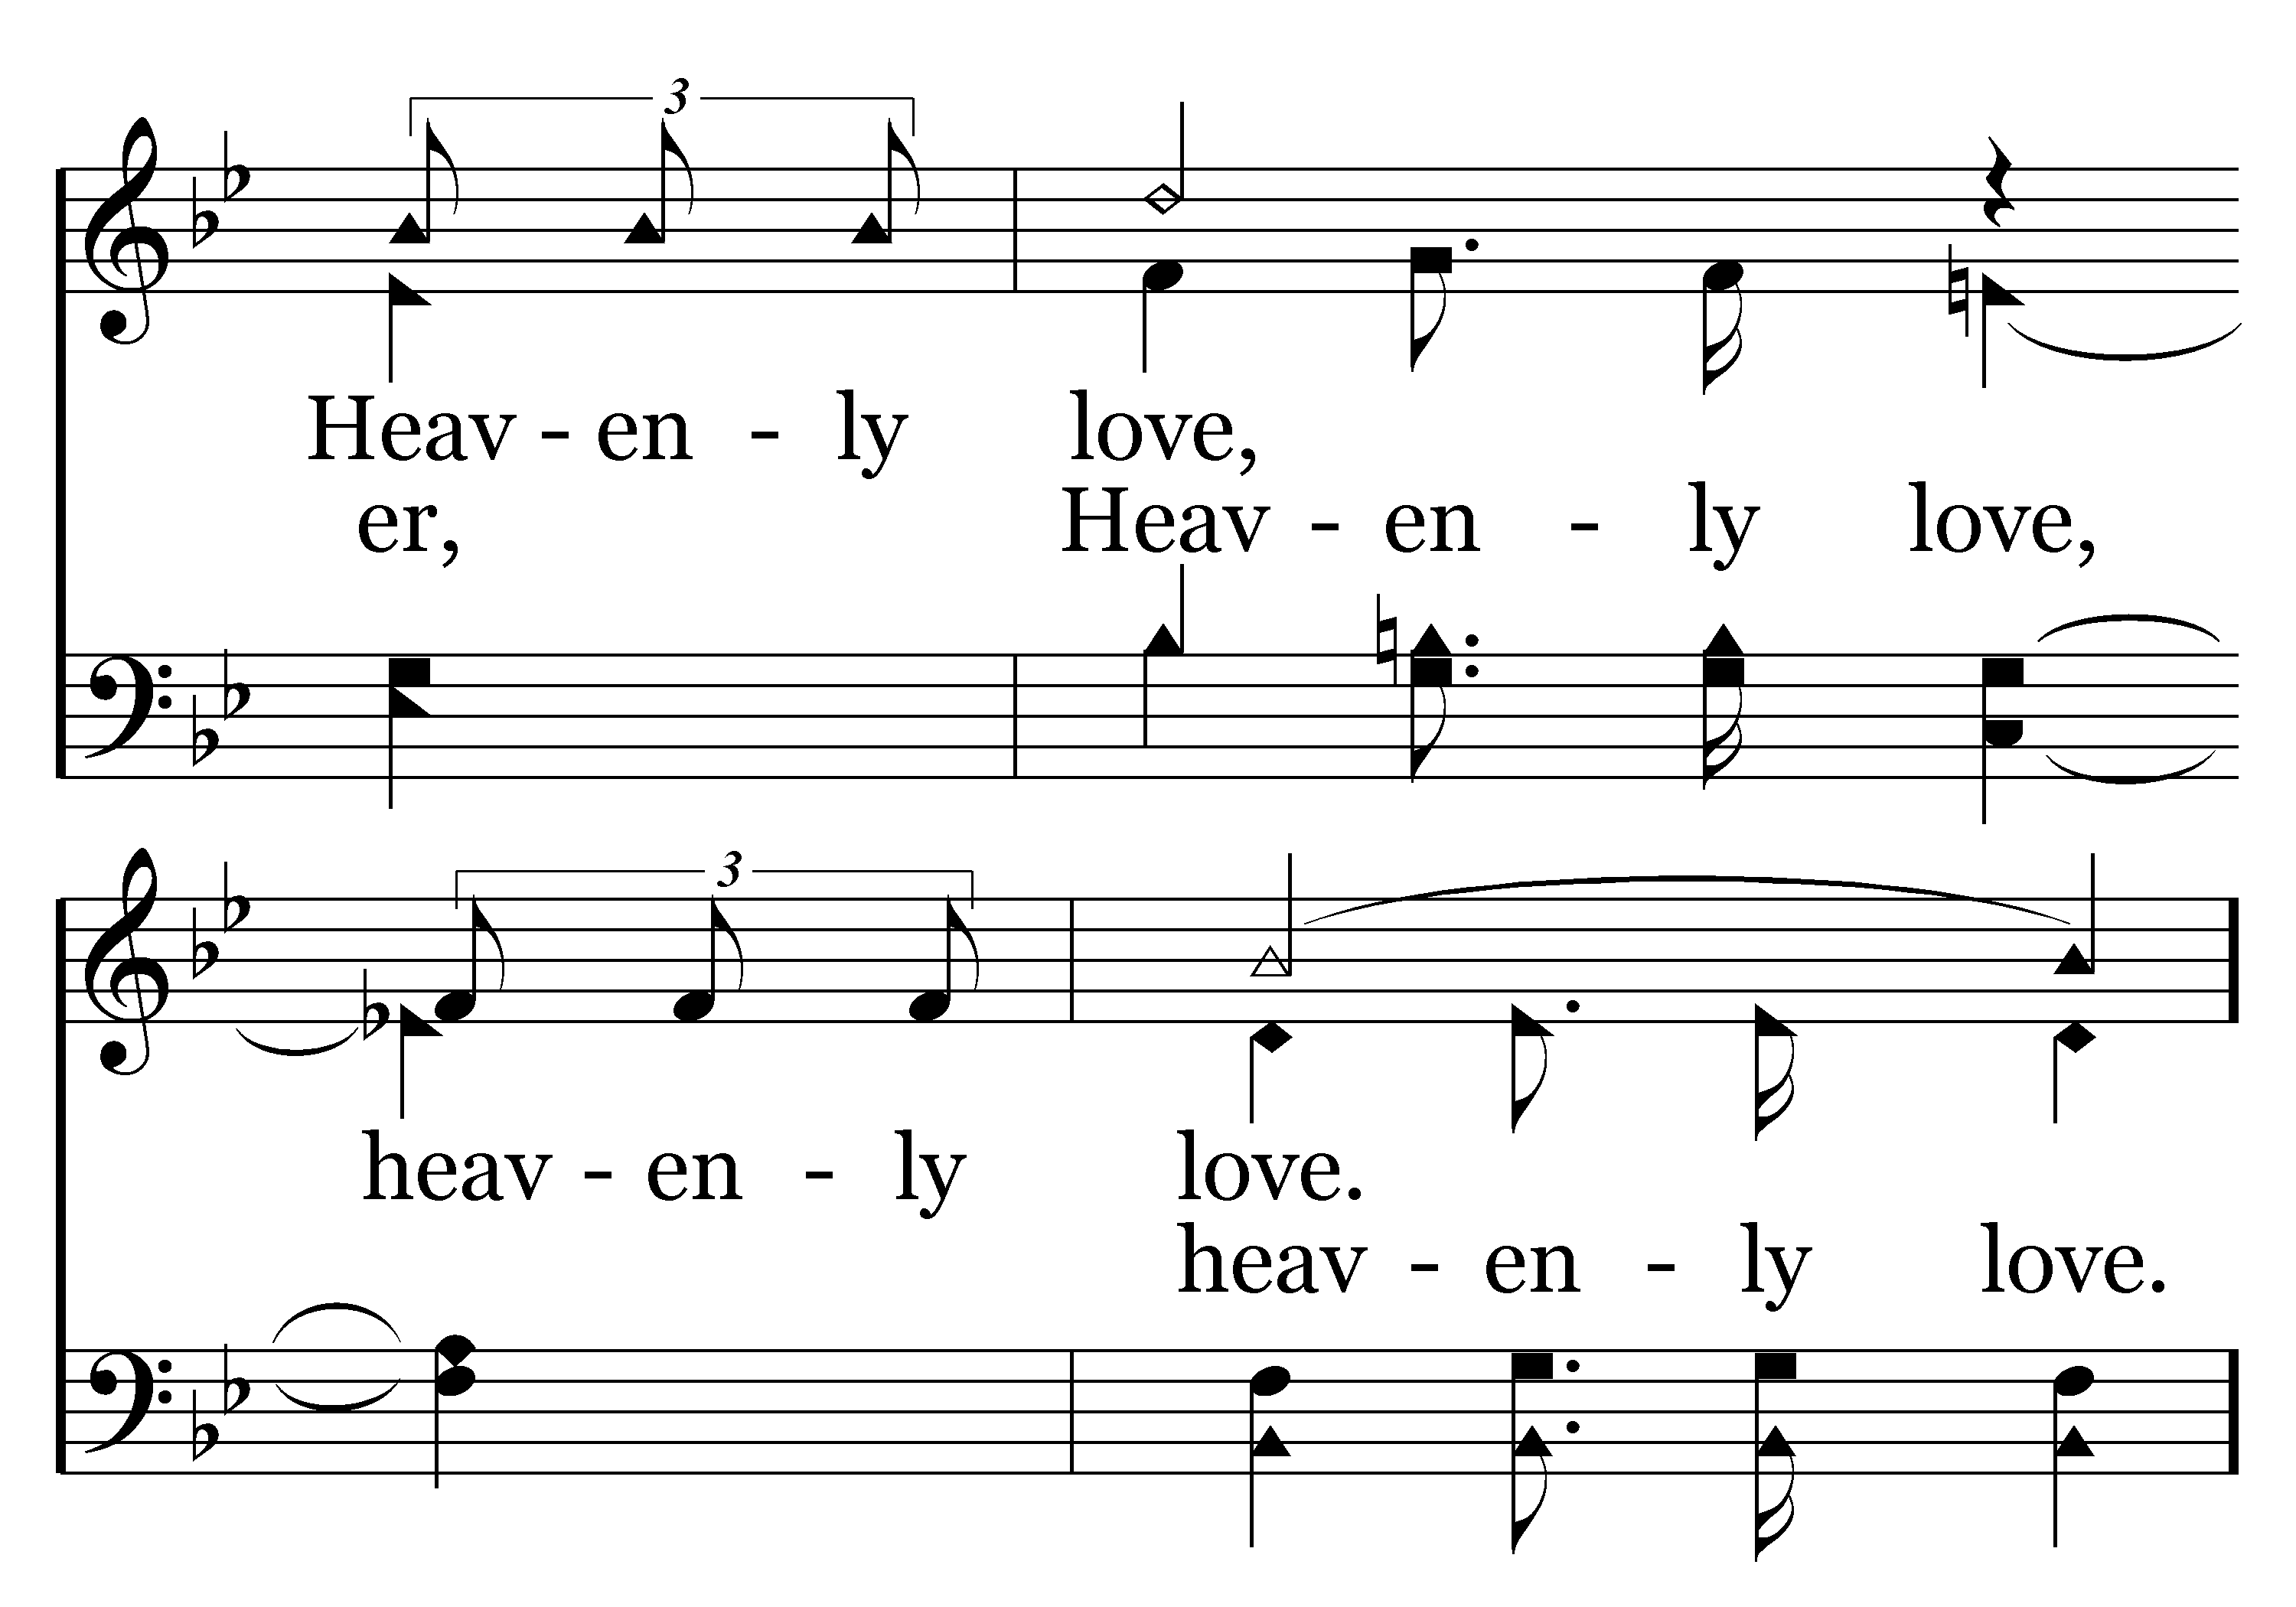 3
Heav - en - ly love,
er, Heav - en - ly love,
3
heav - en - ly love.
heav - en - ly love.